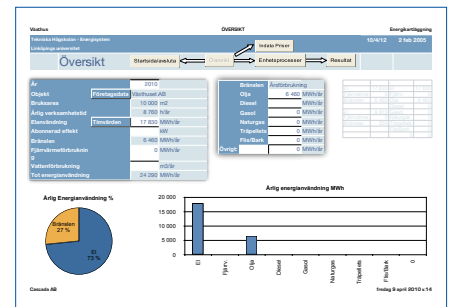 Växthus ÖVERSIKT Energikartläggning
Tekniska Högskolan - Energisystem 10/4/12 2 feb 2005
Linköpings universitet
Indata Priser
Översikt Startsida/avsluta Översikt Enhetsprocesser Resultat
År 2010
Objekt Företagsdata Växthuset AB
Bruksarea 10 000 m2
Årlig verksamhetstid 8 760 h/år
Elanvändning Timvärden 17 830 MWh/år
Abonnerad effekt kW
Bränslen 6 460 MWh/år
Fjärrvärmeförbruknin 0 MWh/år
g
Vattenförbrukning m3/år
Tot energianvändning 24 290 MWh/år
Bränslen Årsförbrukning
Olja 6 460 MWh/år
Diesel MWh/år
Gasol 0 MWh/år
Naturgas 0 MWh/år
Träpellets 0 MWh/år
Flis/Bark 0 MWh/år
Övrigt: 0 MWh/år
Årlig Energianvändning %
Bränslen
27 %
El
73 %
Årlig energianvändning MWh
20 000
15 000
10 000
5 000
0
El
Fjärrv.
Olja
Diesel
Gasol
Naturgas
Träpellets
Flis/Bark
0
Cascada AB fredag 9 april 2010 s 14